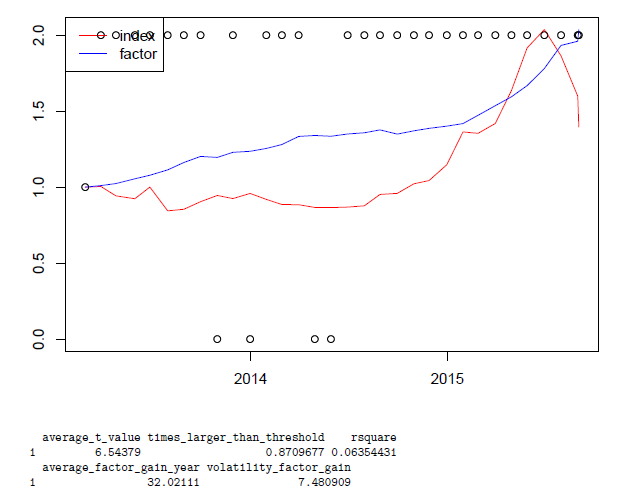 2.0
index
factor
1.5
1.0
0.5
0.0
2014 2015
average_t_value times_larger_than_threshold rsquare
1 6.54379 0.8709677 0.06354431
average_factor_gain_year volatility_factor_gain
1 32.02111 7.480909